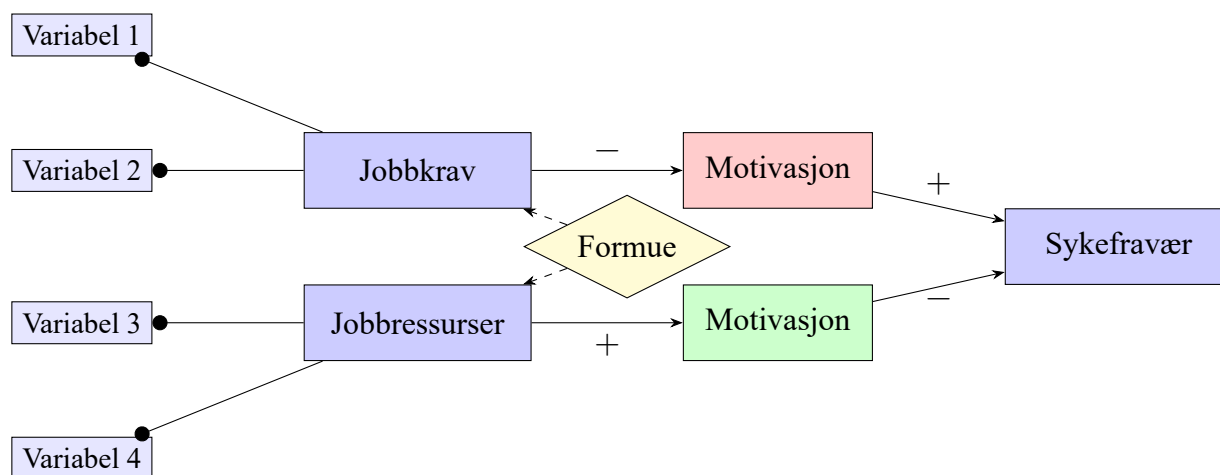 Variabel 1
Variabel 2
Jobbkrav
−
Motivasjon
+
Formue
Sykefravær
Variabel 3
Jobbressurser
+
Motivasjon
−
Variabel 4